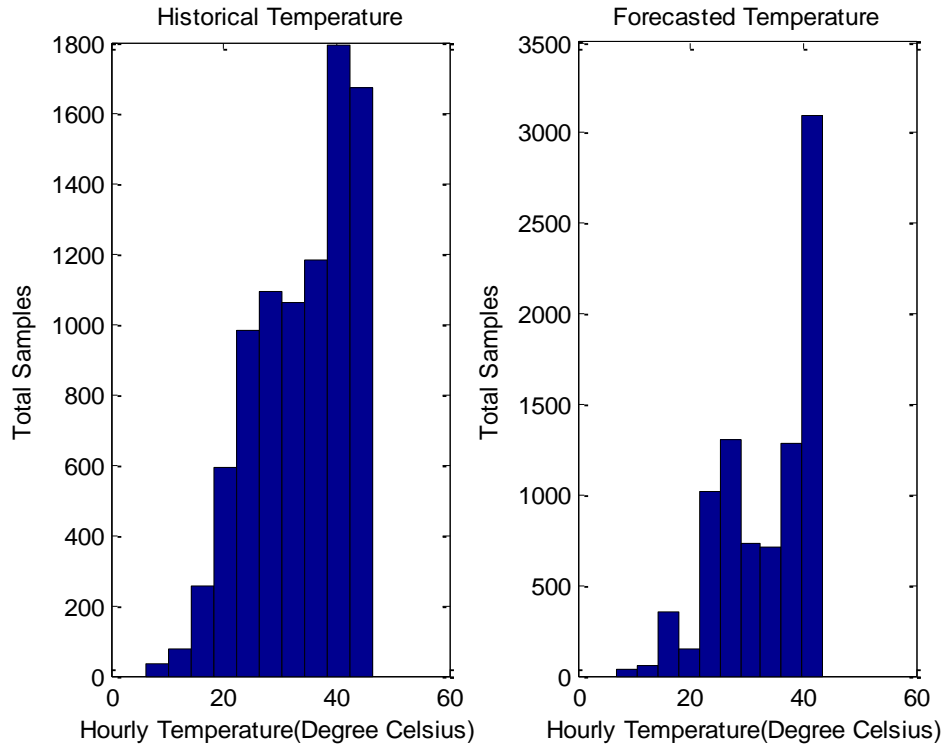 Historical Temperature
1800
1600
1400
1200
1000
800
600
400
200
0
0 20 40 60
Total Samples
Hourly Temperature(Degree Celsius)
Forecasted Temperature
3500
3000
2500
2000
1500
1000
500
0
0 20 40 60
Total Samples
Hourly Temperature(Degree Celsius)